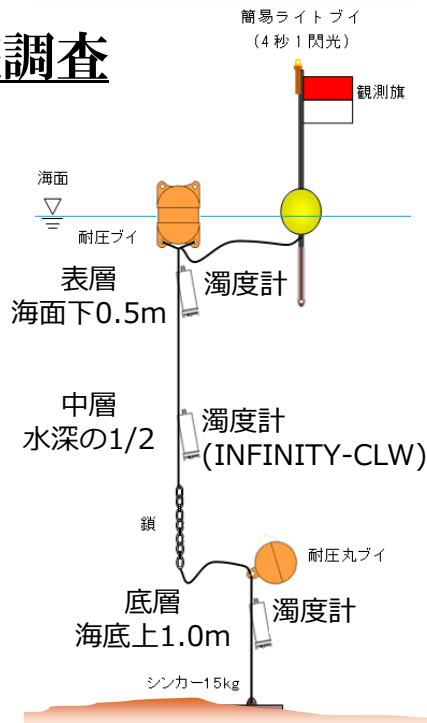 簡易ライトブイ
(4秒1閃光)
調査
観測旗
海面
耐圧ブイ
表層
海面下0.5m
濁度計
中層
水深の1/2
濁度計
(INFINITY-CLW)
鎖
耐圧丸ブイ
底層
海底上1.0m
濁度計
シンカー15kg